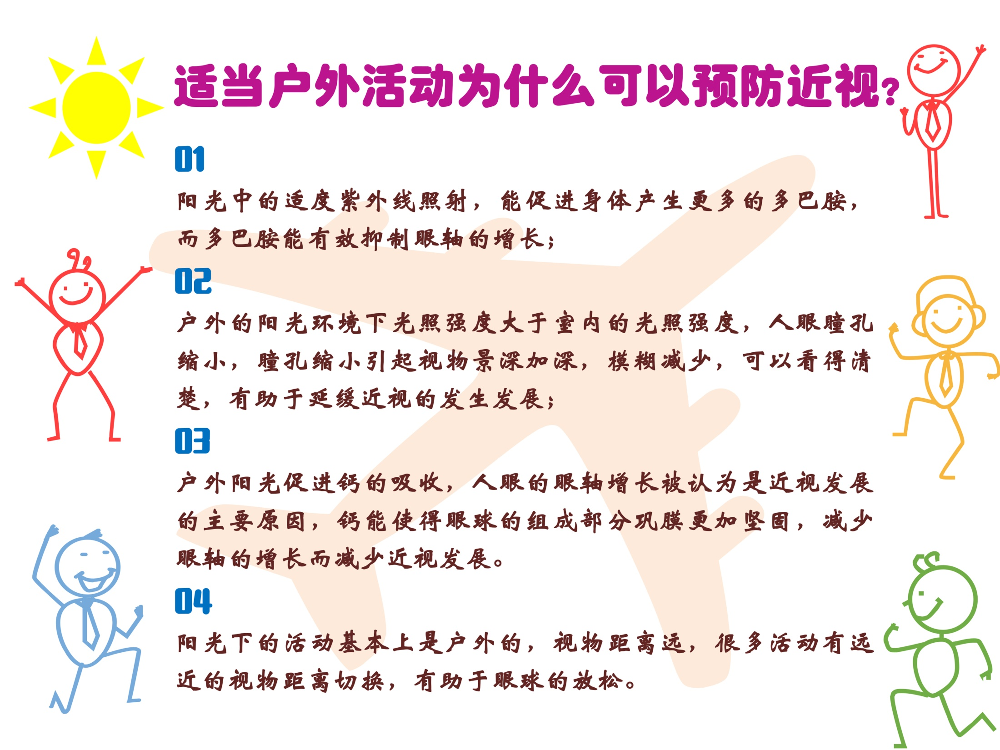 适当户外活动为什么可以预防近视？
01
阳光中的适度紫外线照射，能促进身体产生更多的多巴胺，
而多巴胺能有效抑制眼轴的增长；
02
户外的阳光环境下光照强度大于室内的光照强度，人眼瞳孔
缩小，瞳孔缩小引起视物景深加深，模糊减少，可以看得清
楚，有助于延缓近视的发生发展；
03
户外阳光促进钙的吸收，人眼的眼轴增长被认为是近视发展
的主要原因，钙能使得眼球的组成部分巩膜更加坚固，减少
眼轴的增长而减少近视发展。
04
阳光下的活动基本上是户外的，视物距离远，很多活动有远
近的视物距离切换，有助于眼球的放松。